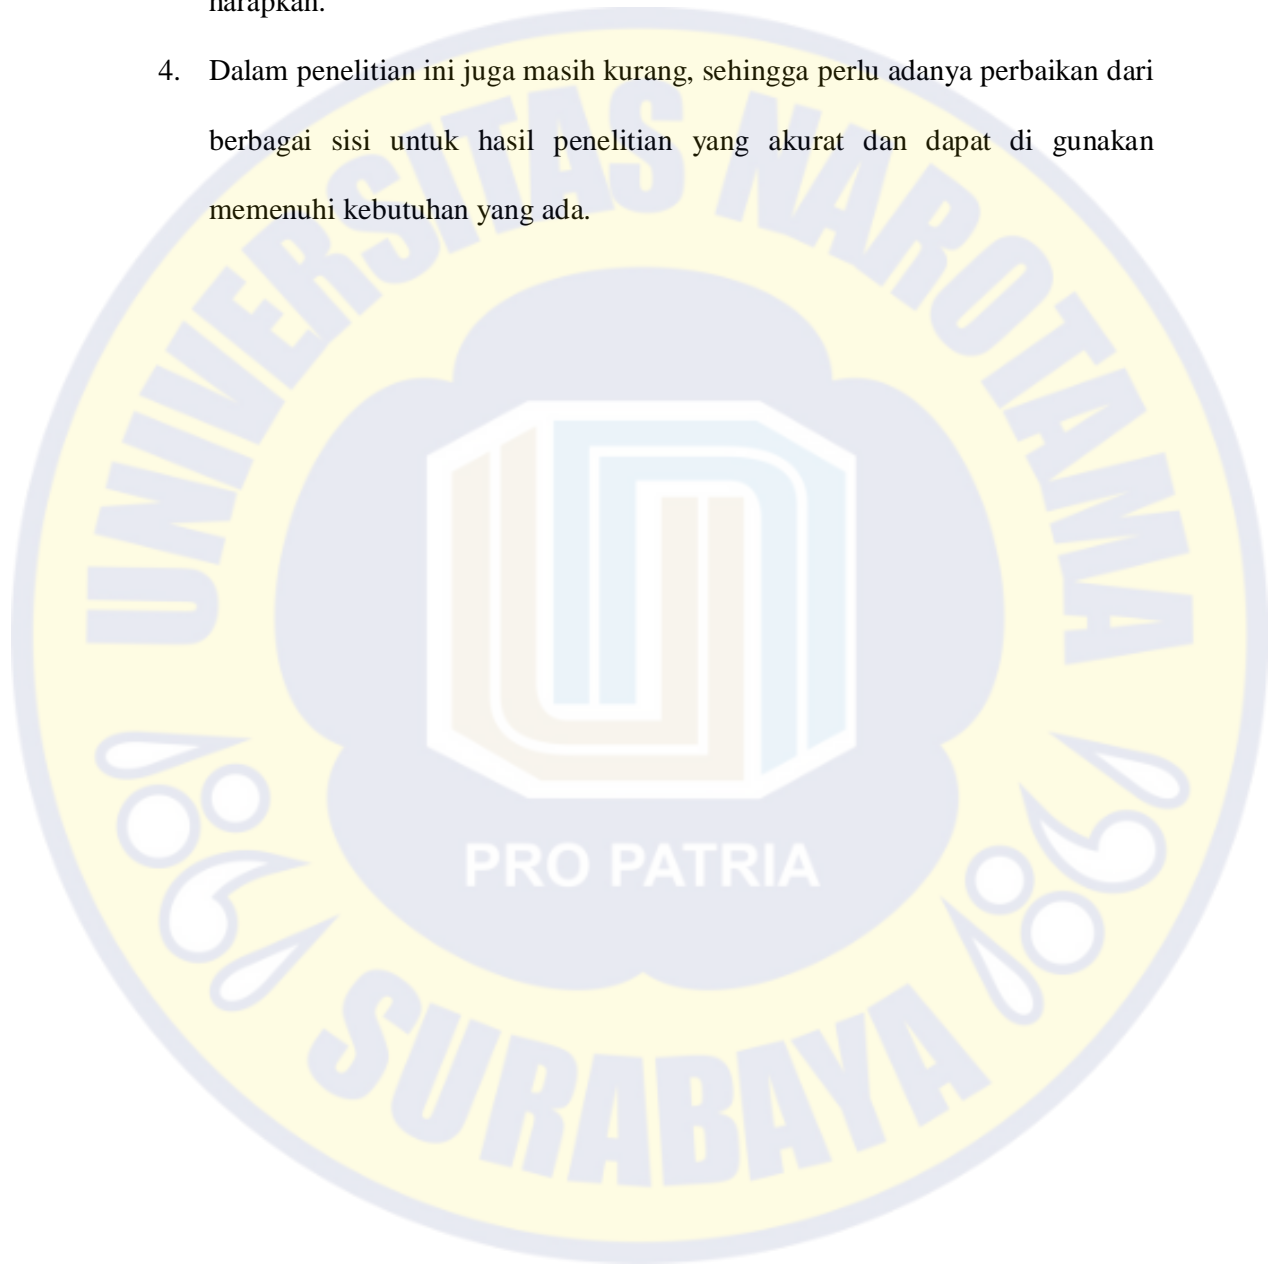 harapkan.
4. Dalam penelitian ini juga masih kurang, sehingga perlu adanya perbaikan dari
berbagai sisi untuk hasil penelitian yang akurat dan dapat di gunakan
memenuhi kebutuhan yang ada.
UNIVERSITAS NAROTAMA
PRO PATRIA
SURABAYA